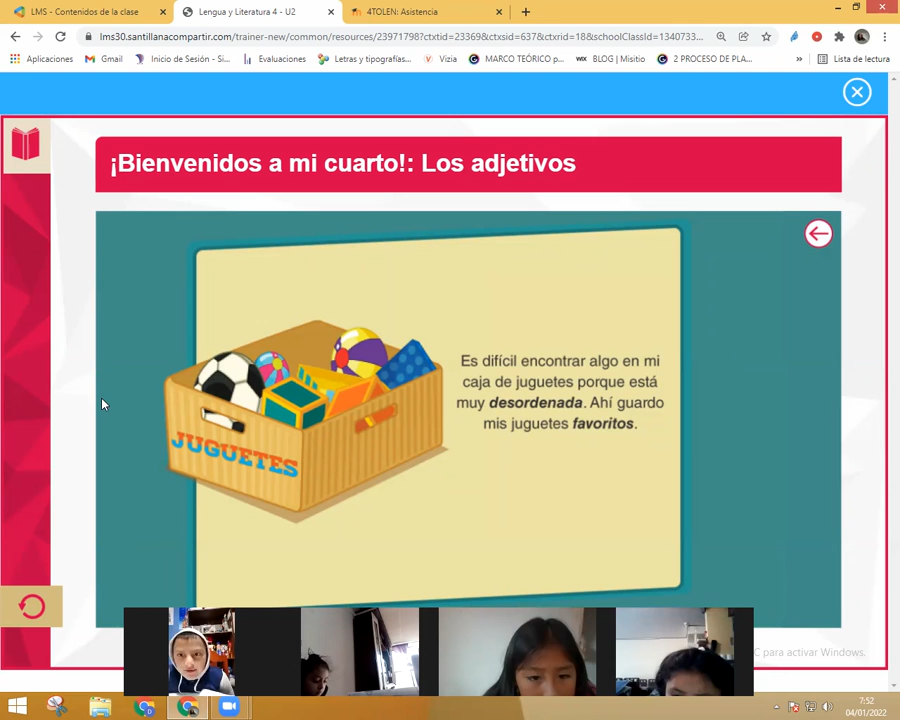 LMS - Contenidos de la clase
Lengua y Literatura 4 - U2
4TOLEN: Asistencia
lms30.santillanacompartir.com/trainer-new/common/resources/23971798?ctxtid=23369&ctxsid=637&ctxrid=18&schoolClassId=1340733...
Aplicaciones
Gmail
Inicio de Sesión - Si...
Evaluaciones
Letras y tipografías...
Vizia
MARCO TEÓRICO p...
WIX BLOG | Misitio
2 PROCESO DE PLA...
»
Lista de lectura
¡Bienvenidos a mi cuarto!: Los adjetivos
JUGUETES
Es difícil encontrar algo en mi
caja de juguetes porque está
muy desordenada. Ahí guardo
mis juguetes favoritos.
C para activar Windows.
7:52
04/01/2022